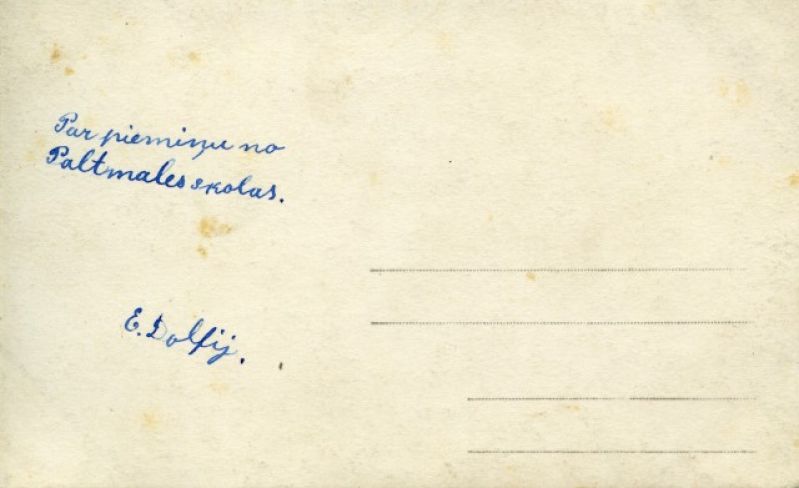 Par piemiņu no
Paltmales skolas.
E. Dolfij.